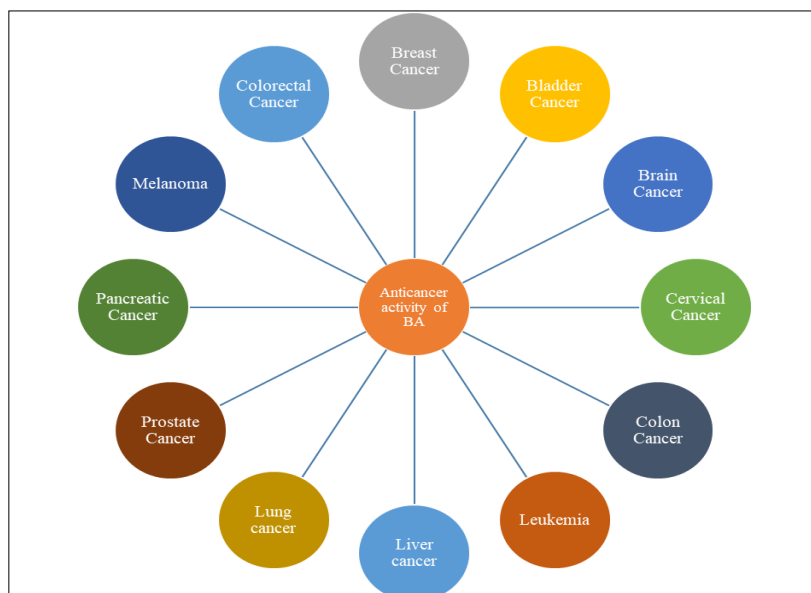 Breast
Cancer
Bladder
Cancer
Brain
Cancer
Cervical
Cancer
Colon
Cancer
Leukemia
Liver
cancer
Lung
cancer
Prostate
Cancer
Pancreatic
Cancer
Melanoma
Colorectal
Cancer
Anticancer
activity of
BA